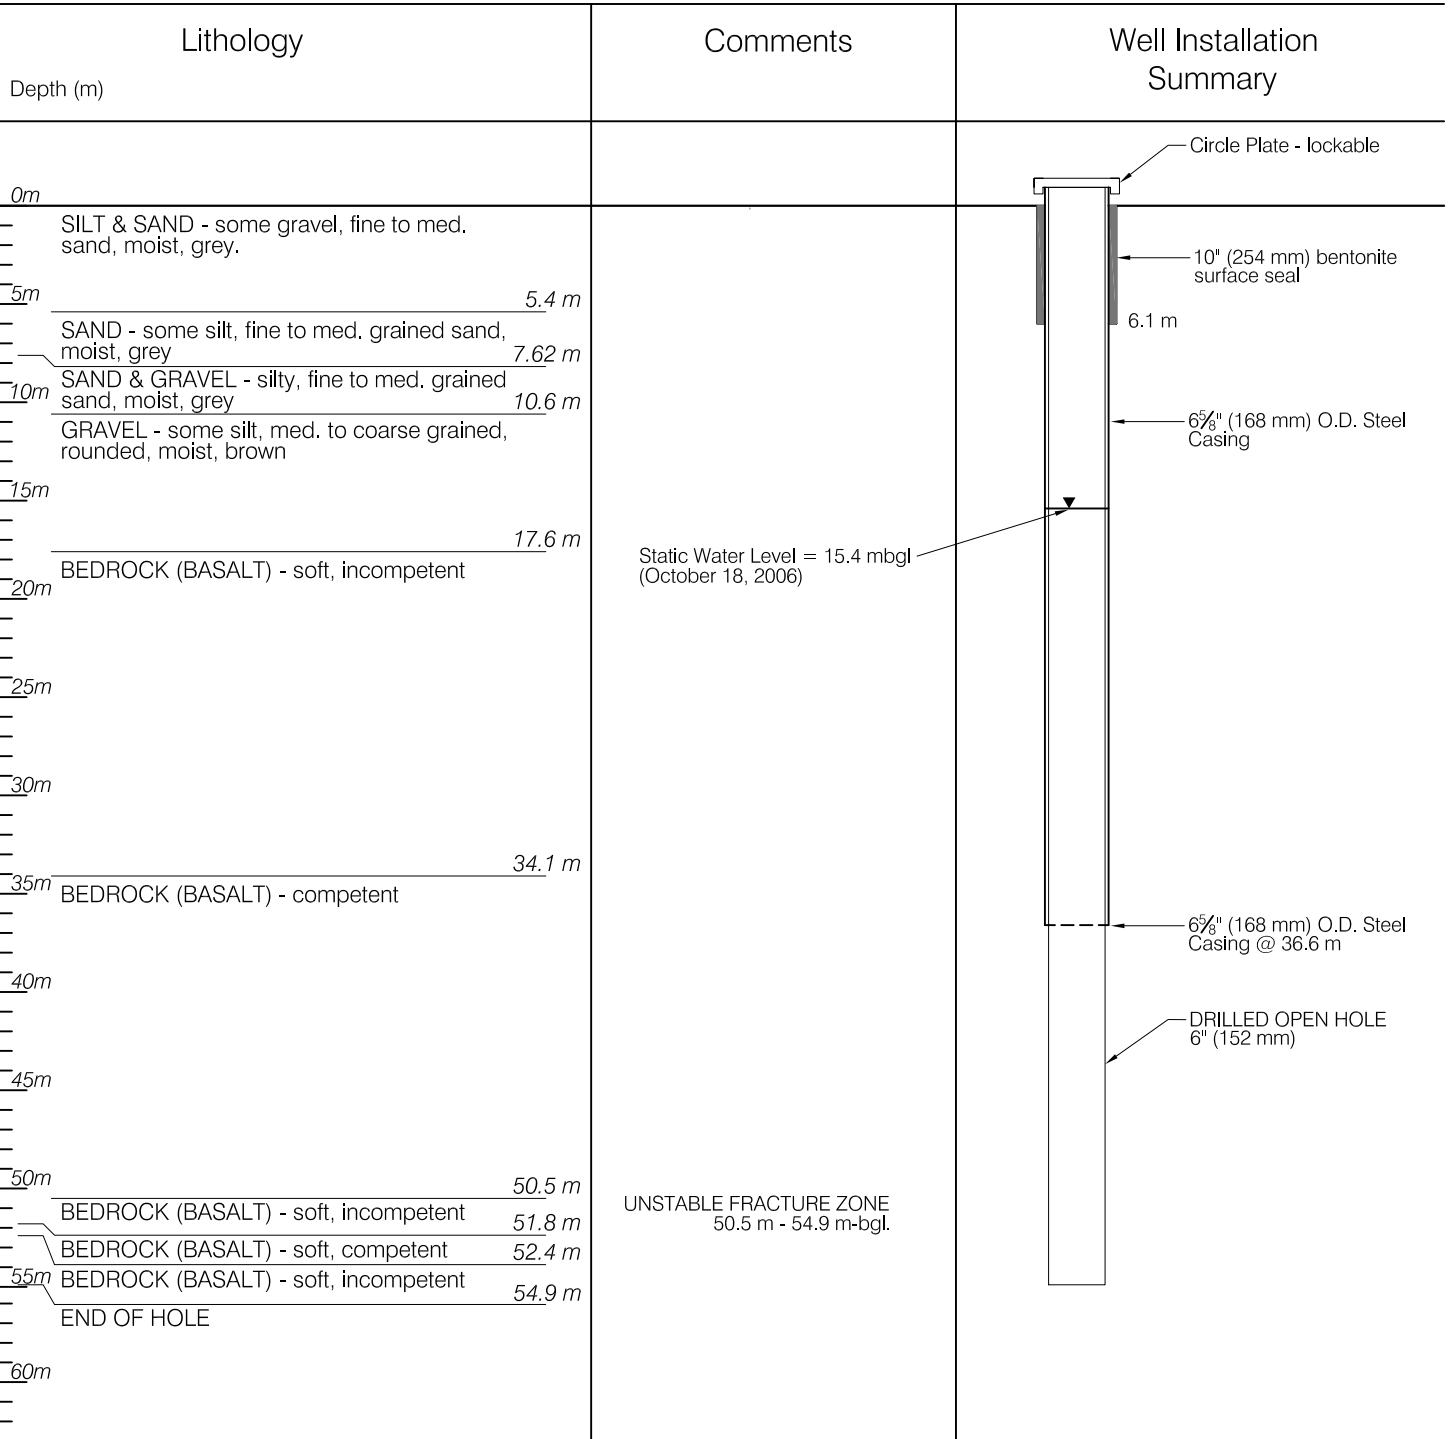 Lithology
Depth (m)
Comments
Well Installation
Summary
Circle Plate - lockable
0m
SILT & SAND - some gravel, fine to med.
sand, moist, grey.
10" (254 mm) bentonite
surface seal
5m
5.4 m
6.1 m
SAND - some silt, fine to med. grained sand,
moist, grey
7.62 m
SAND & GRAVEL - silty, fine to med. grained
sand, moist, grey
10m
10.6 m
GRAVEL - some silt, med. to coarse grained,
rounded, moist, brown
6⅝" (168 mm) O.D. Steel
Casing
15m
17.6 m
Static Water Level = 15.4 mbgl
(October 18, 2006)
BEDROCK (BASALT) - soft, incompetent
20m
25m
30m
34.1 m
35m
BEDROCK (BASALT) - competent
6⅝" (168 mm) O.D. Steel
Casing @ 36.6 m
40m
DRILLED OPEN HOLE
6" (152 mm)
45m
50m
50.5 m
BEDROCK (BASALT) - soft, incompetent
51.8 m
UNSTABLE FRACTURE ZONE
50.5 m - 54.9 m-bgl.
BEDROCK (BASALT) - soft, competent
52.4 m
55m
BEDROCK (BASALT) - soft, incompetent
54.9 m
END OF HOLE
60m